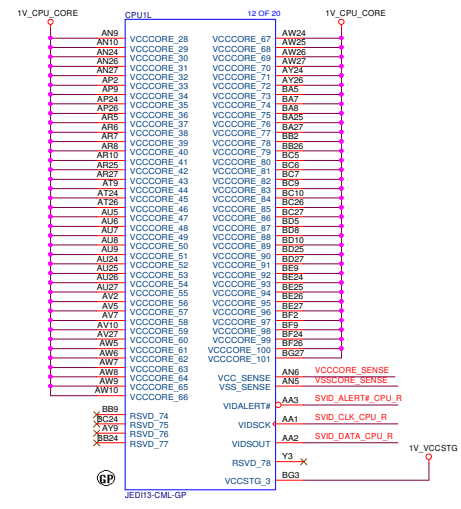 1V_CPU_CORE CPU1L 12 OF 20 1V_CPU_CORE
AN9 VCCCORE_28 VCCCORE_67 AW24
AN10 VCCCORE_29 VCCCORE_68 AW25
AN24 VCCCORE_30 VCCCORE_69 AW26
AN26 VCCCORE_31 VCCCORE_70 AW27
AN27 VCCCORE_32 VCCCORE_71 AY24
AP2 VCCCORE_33 VCCCORE_72 AY26
AP9 VCCCORE_34 VCCCORE_73 BA5
AP24 VCCCORE_35 VCCCORE_74 BA7
AP26 VCCCORE_36 VCCCORE_75 BA8
AR5 VCCCORE_37 VCCCORE_76 BA25
AR6 VCCCORE_38 VCCCORE_77 BA27
AR7 VCCCORE_39 VCCCORE_78 BB2
AR8 VCCCORE_40 VCCCORE_79 BB26
AR10 VCCCORE_41 VCCCORE_80 BC5
AR25 VCCCORE_42 VCCCORE_81 BC6
AR27 VCCCORE_43 VCCCORE_82 BC7
AT9 VCCCORE_44 VCCCORE_83 BC9
AT24 VCCCORE_45 VCCCORE_84 BC10
AT26 VCCCORE_46 VCCCORE_85 BC26
AU5 VCCCORE_47 VCCCORE_86 BC27
AU6 VCCCORE_48 VCCCORE_87 BD5
AU7 VCCCORE_49 VCCCORE_88 BD8
AU8 VCCCORE_50 VCCCORE_89 BD10
AU9 VCCCORE_51 VCCCORE_90 BD25
AU24 VCCCORE_52 VCCCORE_91 BD27
AU25 VCCCORE_53 VCCCORE_92 BE9
AU26 VCCCORE_54 VCCCORE_93 BE24
AU27 VCCCORE_55 VCCCORE_94 BE25
AV2 VCCCORE_56 VCCCORE_95 BE26
AV5 VCCCORE_57 VCCCORE_96 BE27
AV7 VCCCORE_58 VCCCORE_97 BF2
AV10 VCCCORE_59 VCCCORE_98 BF9
AV27 VCCCORE_60 VCCCORE_99 BF24
AW5 VCCCORE_61 VCCCORE_100 BF26
AW6 VCCCORE_62 VCCCORE_101 BG27
AW7 VCCCORE_63
AW8 VCCCORE_64 VCC_SENSE AN6 VCCCORE_SENSE
AW9 VCCCORE_65 VSS_SENSE AN5 VSSCORE_SENSE
AW10 VCCCORE_66
VIDALERT# AA3 SVID_ALERT#_CPU_R
BB9 RSVD_74
BC24 RSVD_75 VIDSCK AA1 SVID_CLK_CPU_R
AY9 RSVD_76
BB24 RSVD_77 VIDSOUT AA2 SVID_DATA_CPU_R
RSVD_78 Y3 1V_VCCSTG
VCCSTG_3 BG3
GP
JEDI13-CML-GP